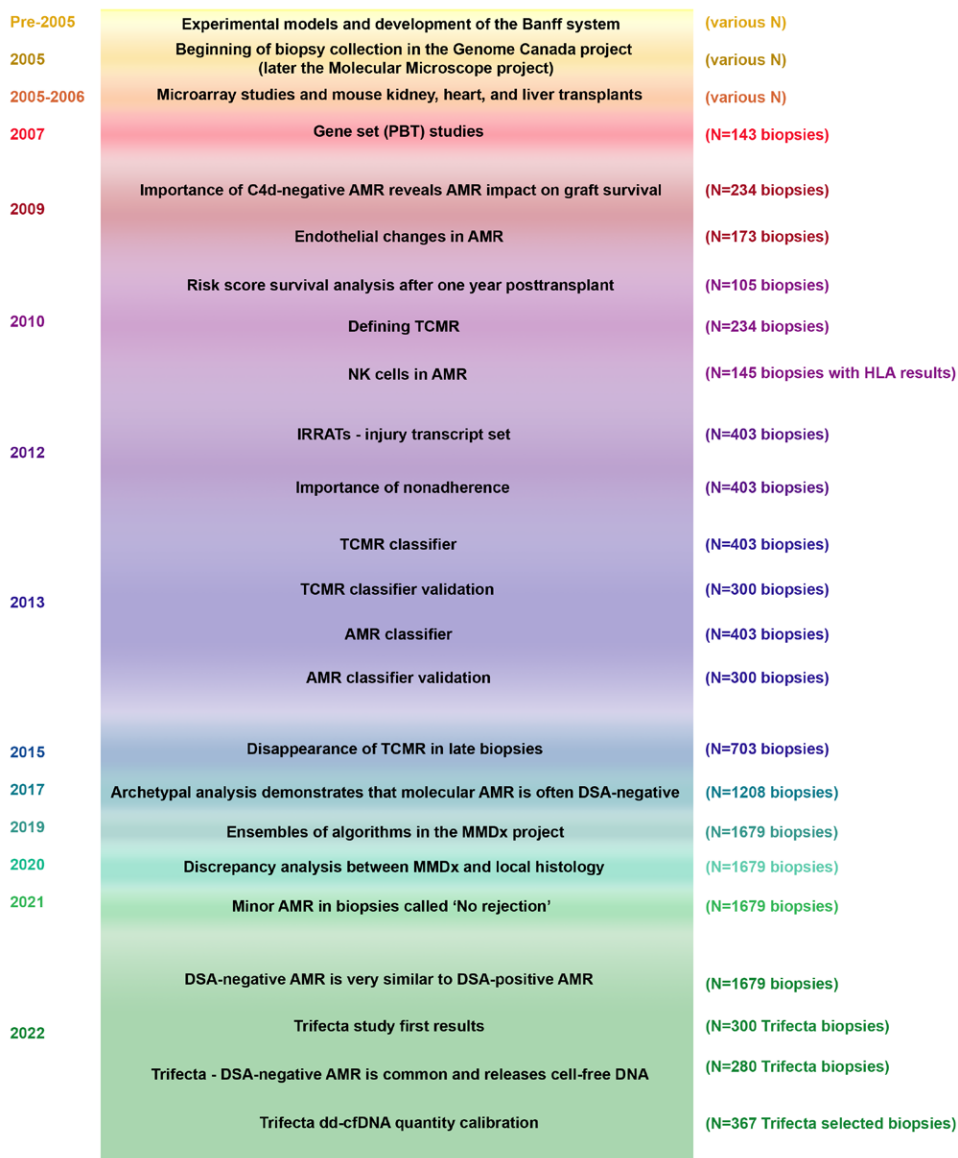 Pre-2005 Experimental models and development of the Banff system (various N)
2005 Beginning of biopsy collection in the Genome Canada project (various N)
(later the Molecular Microscope project)
2005-2006 Microarray studies and mouse kidney, heart, and liver transplants (various N)
2007 Gene set (PBT) studies (N=143 biopsies)
2009
Importance of C4d-negative AMR reveals AMR impact on graft survival (N=234 biopsies)
Endothelial changes in AMR (N=173 biopsies)
2010
Risk score survival analysis after one year posttransplant (N=105 biopsies)
Defining TCMR (N=234 biopsies)
NK cells in AMR (N=145 biopsies with HLA results)
2012
IRRATs - injury transcript set (N=403 biopsies)
Importance of nonadherence (N=403 biopsies)
2013
TCMR classifier (N=403 biopsies)
TCMR classifier validation (N=300 biopsies)
AMR classifier (N=403 biopsies)
AMR classifier validation (N=300 biopsies)
2015 Disappearance of TCMR in late biopsies (N=703 biopsies)
2017 Archetypal analysis demonstrates that molecular AMR is often DSA-negative (N=1208 biopsies)
2019 Ensembles of algorithms in the MMDx project (N=1679 biopsies)
2020 Discrepancy analysis between MMDx and local histology (N=1679 biopsies)
2021 Minor AMR in biopsies called ‘No rejection’ (N=1679 biopsies)
2022
DSA-negative AMR is very similar to DSA-positive AMR (N=1679 biopsies)
Trifecta study first results (N=300 Trifecta biopsies)
Trifecta - DSA-negative AMR is common and releases cell-free DNA (N=280 Trifecta biopsies)
Trifecta dd-cfDNA quantity calibration (N=367 Trifecta selected biopsies)